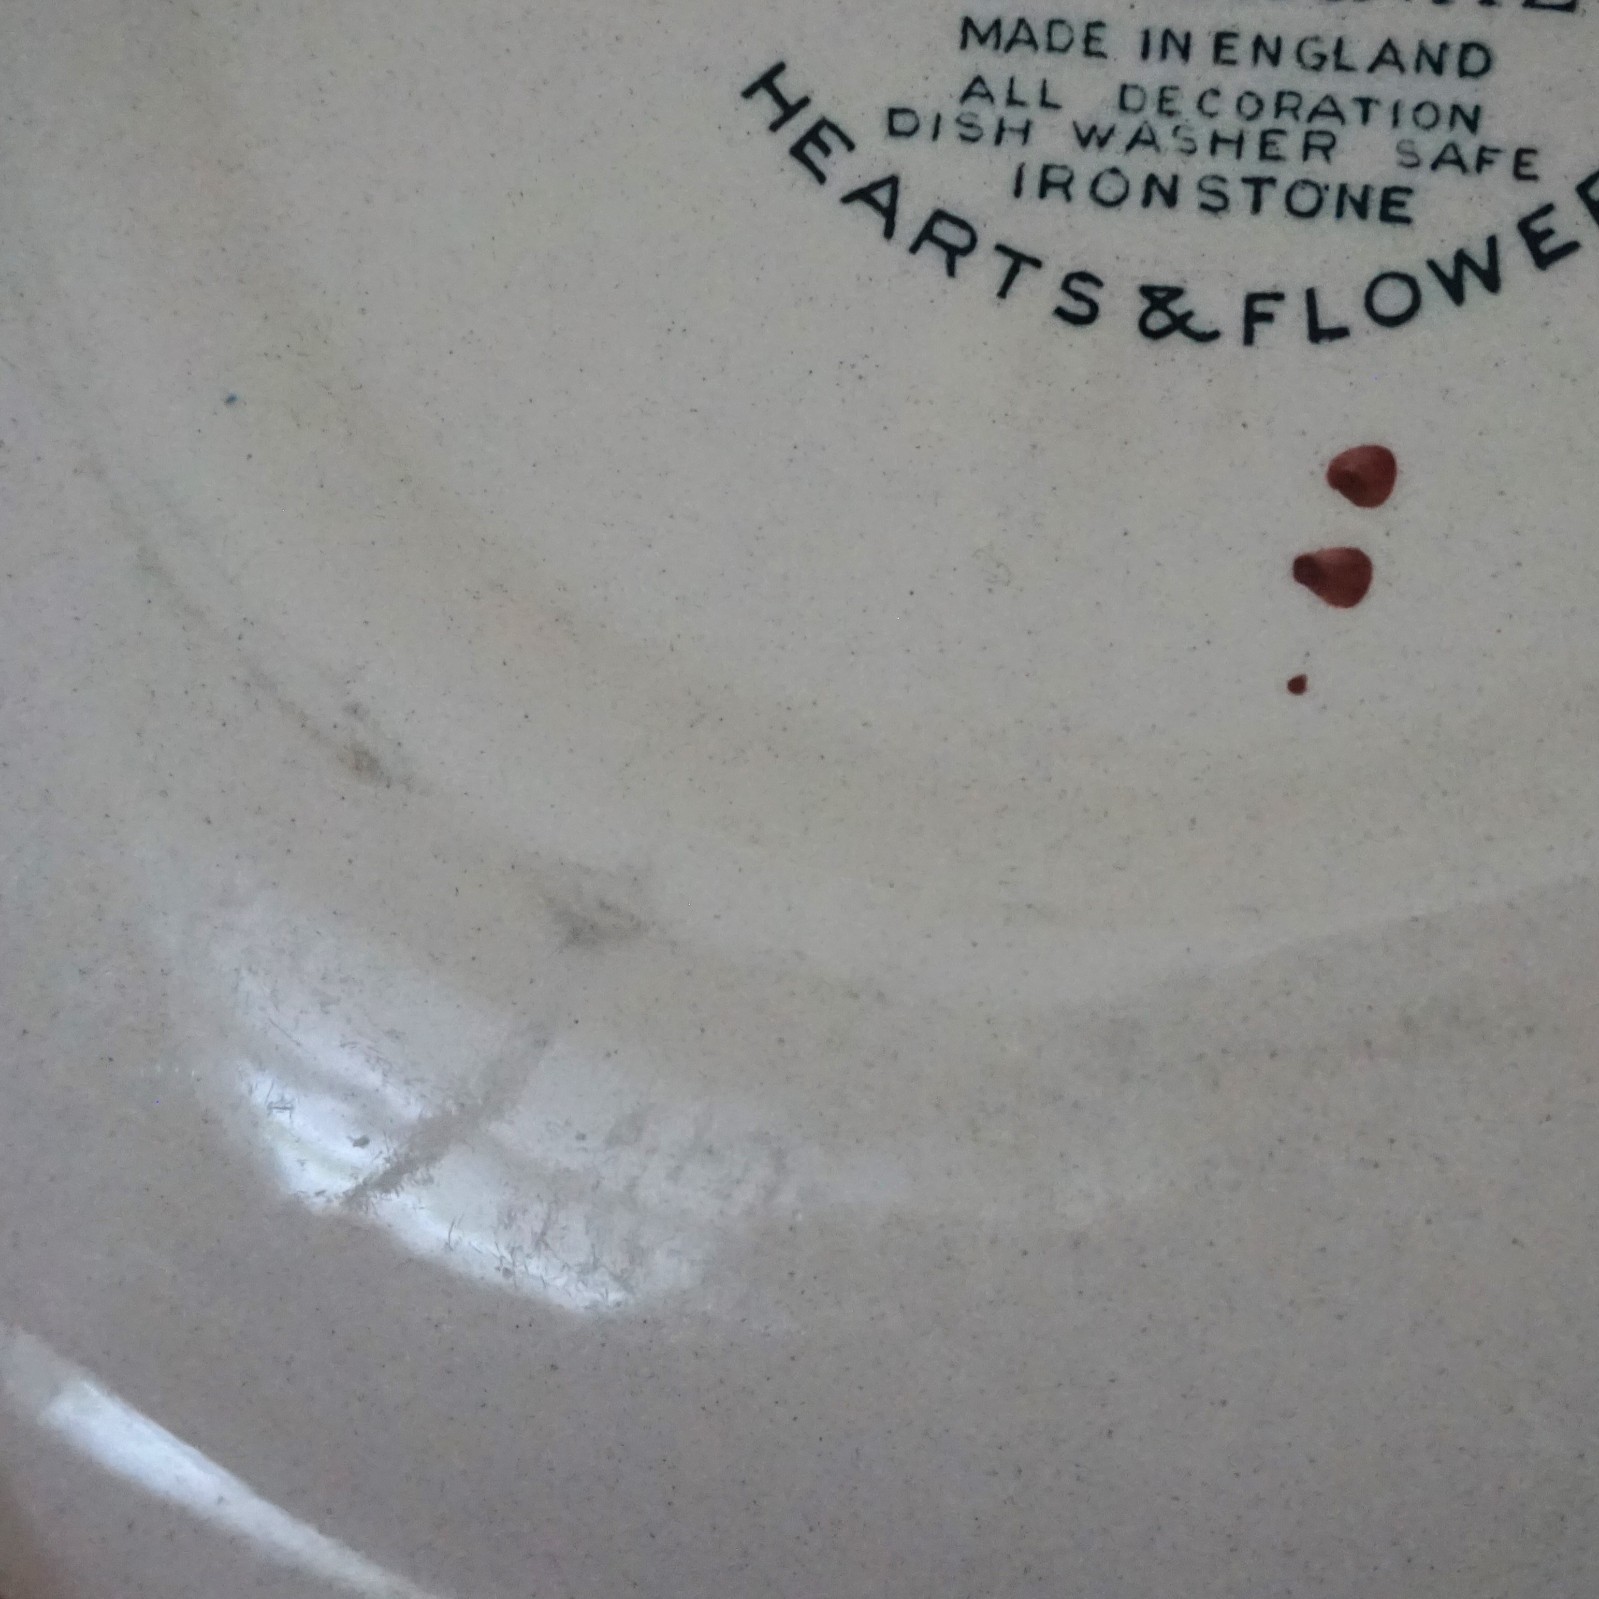 MADE IN ENGLAND
ALL DECORATION
DISH WASHER SAFE
IRONSTONE
HEARTS & FLOWE